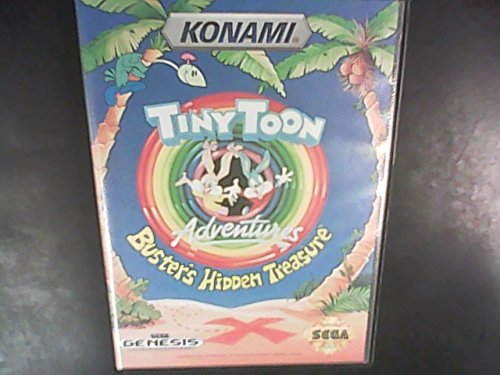 KONAMI
TINY TOON
Adventures
BUSTER'S HIDDEN TREASURE
SEGA
GENESIS
SEGA